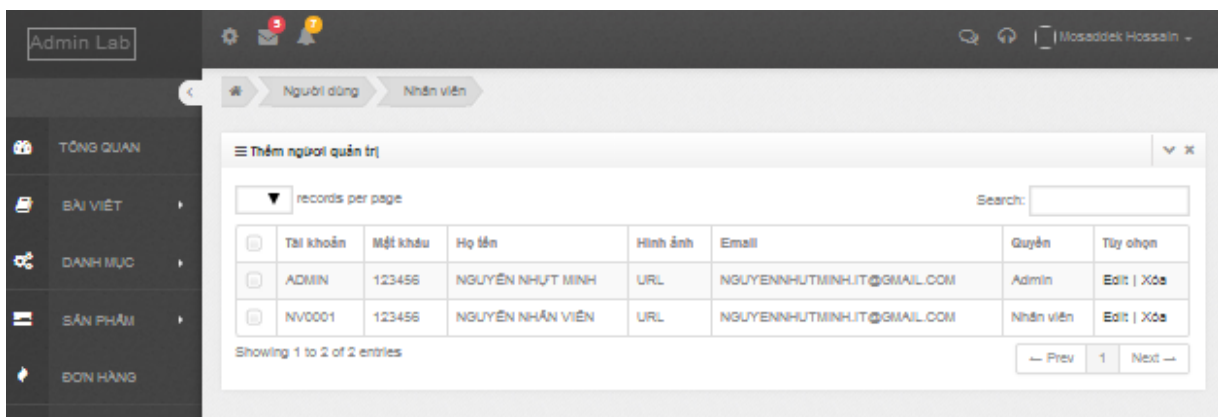 Admin Lab
5
7
Mosaddek Hossain
Người dùng
Nhân viên
TỔNG QUAN
Thêm người quản trị
BÀI VIẾT
records per page
Search:
Tài khoản Mật khẩu Họ tên Hình ảnh Email Quyền Tùy chọn
DANH MỤC
ADMIN 123456 NGUYỄN NHỰT MINH URL NGUYENNHUTMINH.IT@GMAIL.COM Admin Edit | Xóa
SẢN PHẨM
NV0001 123456 NGUYỄN NHÂN VIÊN URL NGUYENNHUTMINH.IT@GMAIL.COM Nhân viên Edit | Xóa
Showing 1 to 2 of 2 entries
← Prev 1 Next →
ĐƠN HÀNG